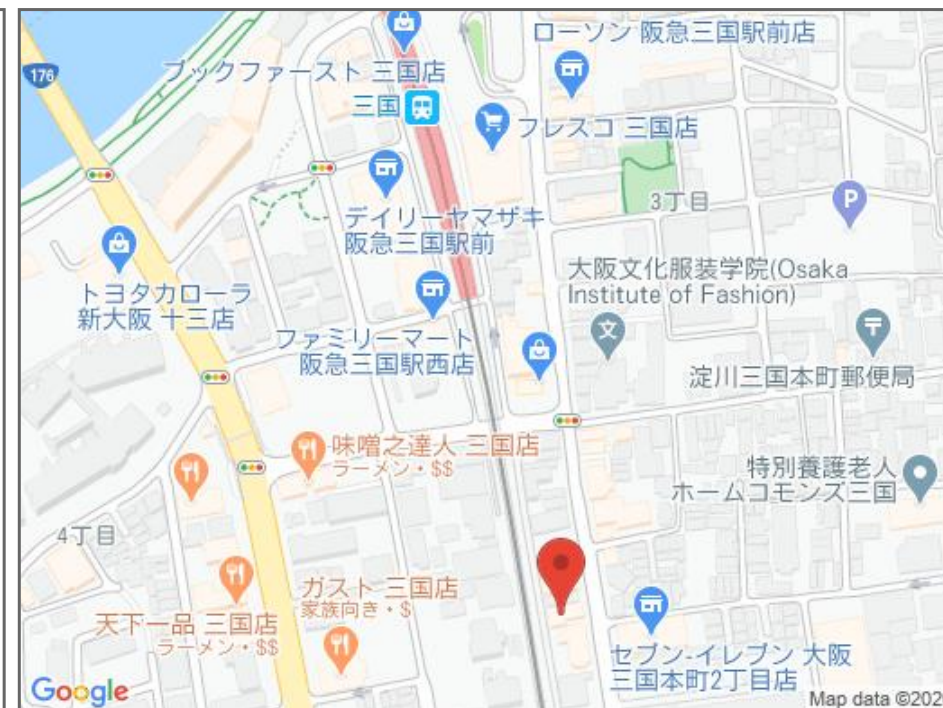 176
ローソン 阪急三国駅前店
ブックファースト 三国店
三国
フレスコ 三国店
3丁目
P
デイリーヤマザキ
阪急三国駅前
大阪文化服装学院(Osaka
Institute of Fashion)
文
トヨタカローラ
新大阪 十三店
ファミリーマート
阪急三国駅西店
淀川三国本町郵便局
味噌之達人 三国店
ラーメン・$$
特別養護老人
ホームコモンズ三国
4丁目
ガスト 三国店
家族向き・$
天下一品 三国店
ラーメン・$$
セブン-イレブン 大阪
三国本町2丁目店
Google
Map data ©202